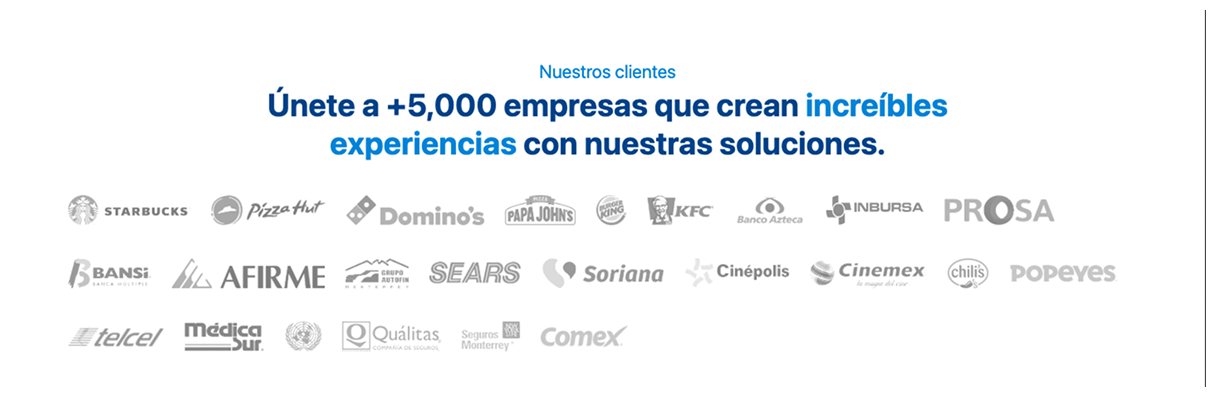 Nuestros clientes
Únete a +5,000 empresas que crean increíbles
experiencias con nuestras soluciones.
STARBUCKS Pizza Hut Domino's PIZZA PAPA JOHN'S BURGER KING KFC Banco Azteca INBURSA PROSA
BANSi BANCA MULTIPLE AFIRME GRUPO AUTOFIN MONTERREY SEARS Soriana Cinépolis Cinemex la magia del cine chili's POPEYES
telcel médica sur Q Quálitas COMPAÑÍA DE SEGUROS Seguros Monterrey Comex